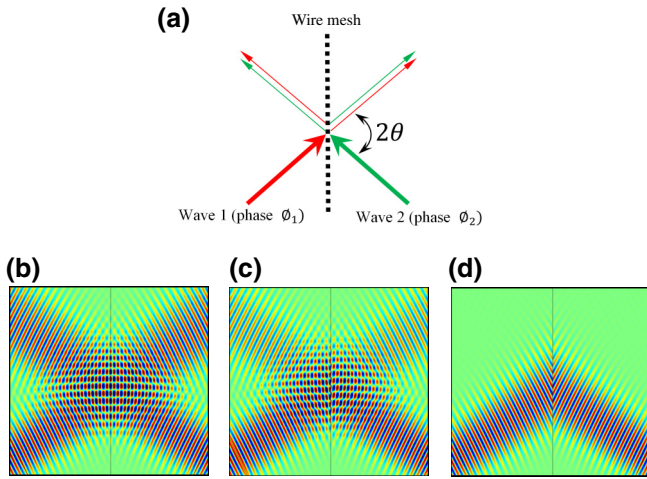 (a)
Wire mesh
2θ
Wave 1 (phase ∅₁)
Wave 2 (phase ∅₂)
(b)
(c)
(d)